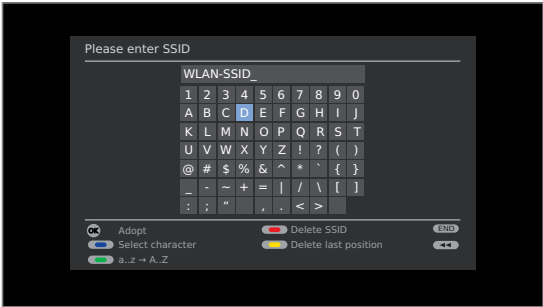 Please enter SSID
WLAN-SSID_
1 2 3 4 5 6 7 8 9 0
A B C D E F G H I J
K L M N O P Q R S T
U V W X Y Z ! ? ( )
@ # $ % & ^ * ` { }
_ - ~ + = | / \ [ ]
: ; “ , . < >
OK Adopt Delete SSID END
Select character Delete last position ◄◄
a..z → A..Z